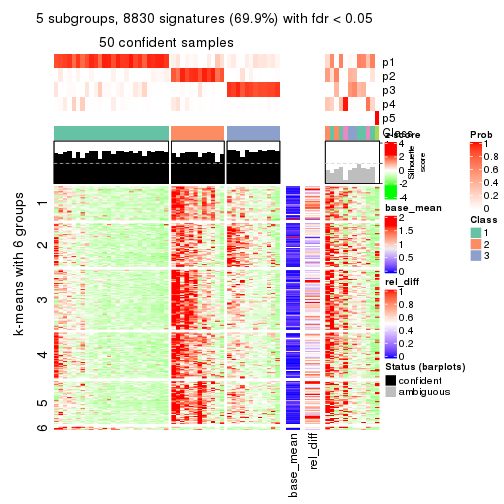 5 subgroups, 8830 signatures (69.9%) with fdr < 0.05
50 confident samples
p1
p2
p3
p4
p5
Class
z-score
4
2
0
-2
-4
Silhouette
score
Prob
1
0.8
0.6
0.4
0.2
0
Class
1
2
3
base_mean
2
1.5
1
0.5
0
rel_diff
1
0.8
0.6
0.4
0.2
0
Status (barplots)
confident
ambiguous
k-means with 6 groups
1
2
3
4
5
6
base_mean
rel_diff